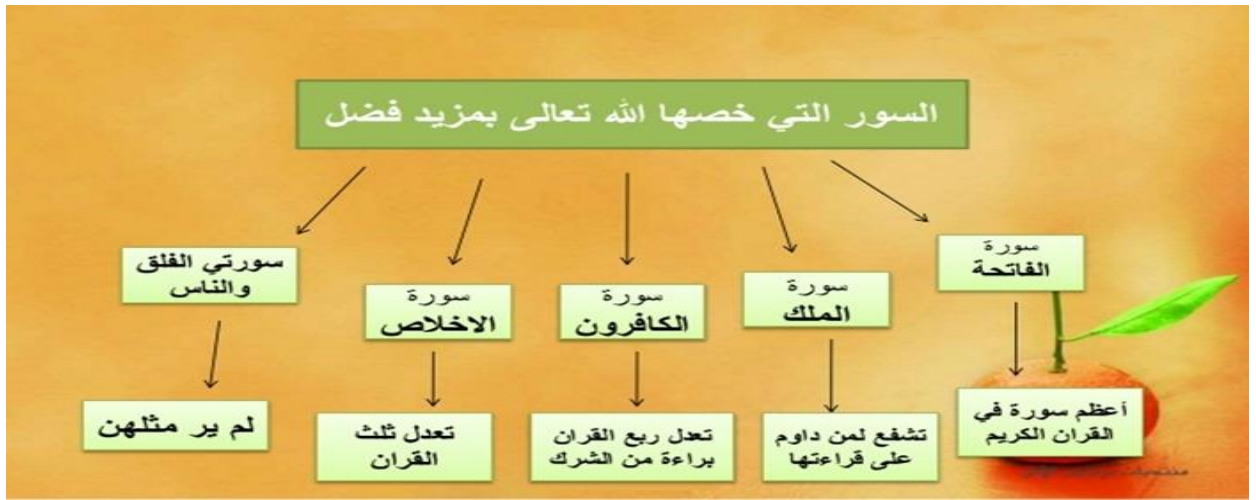 السور التي خصها الله تعالى بمزيد فضل
سورة
الفاتحة
سورة
الملك
سورة
الكافرون
سورة
الاخلاص
سورتي الفلق
والناس
أعظم سورة في
القران الكريم
تشفع لمن داوم
على قراءتها
تعدل ربع القران
براءة من الشرك
تعدل ثلث
القران
لم ير مثلهن